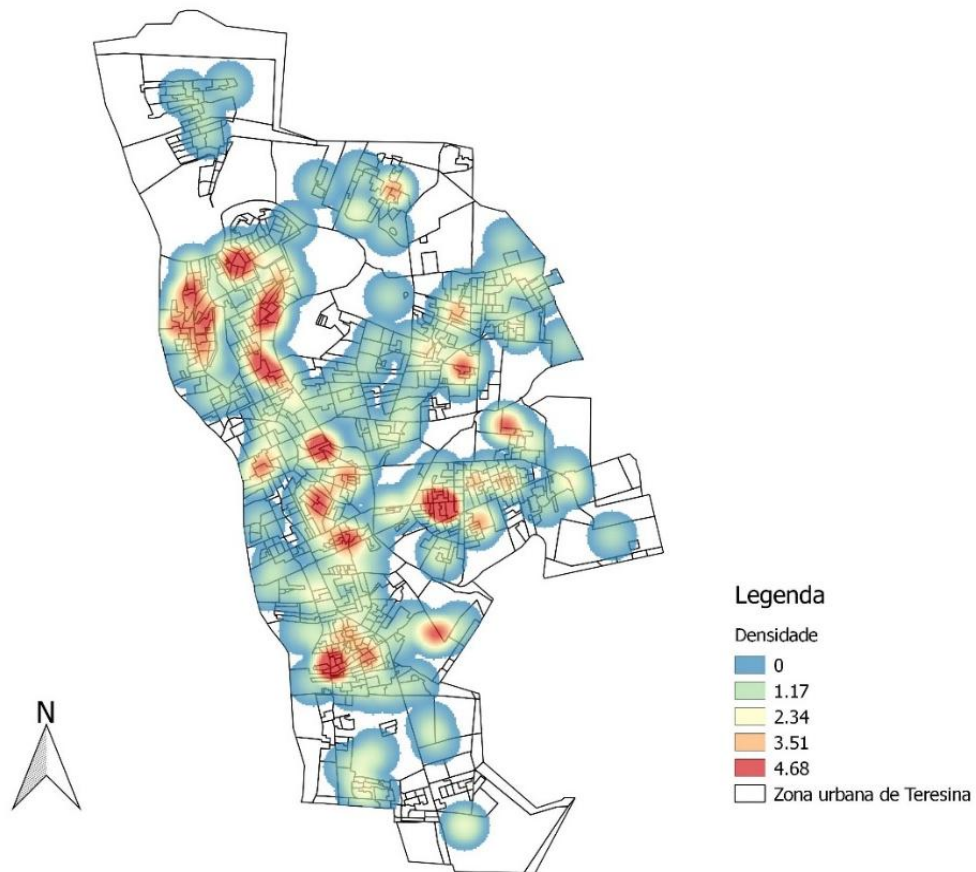 N
Legenda
Densidade
0
1.17
2.34
3.51
4.68
Zona urbana de Teresina